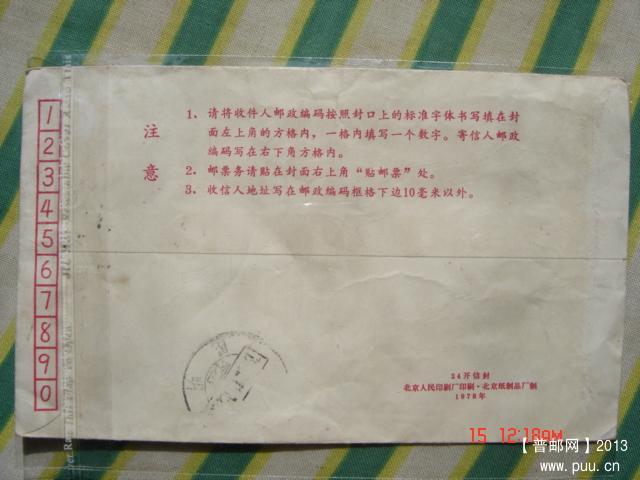 注
意
1、请将收件人邮政编码按照封口上的标准字体书写填在封
面左上角的方格内，一格内填写一个数字。寄信人邮政
编码写在右下角方格内。
2、邮票务请贴在封面右上角“贴邮票”处。
3、收信人地址写在邮政编码框格下边10毫米以外。
1
2
3
4
5
6
7
8
9
0
24开信封
北京人民印刷厂印刷·北京纸制品厂制
1978年
15 12:18AM
【普邮网】2013
www.puu.cn